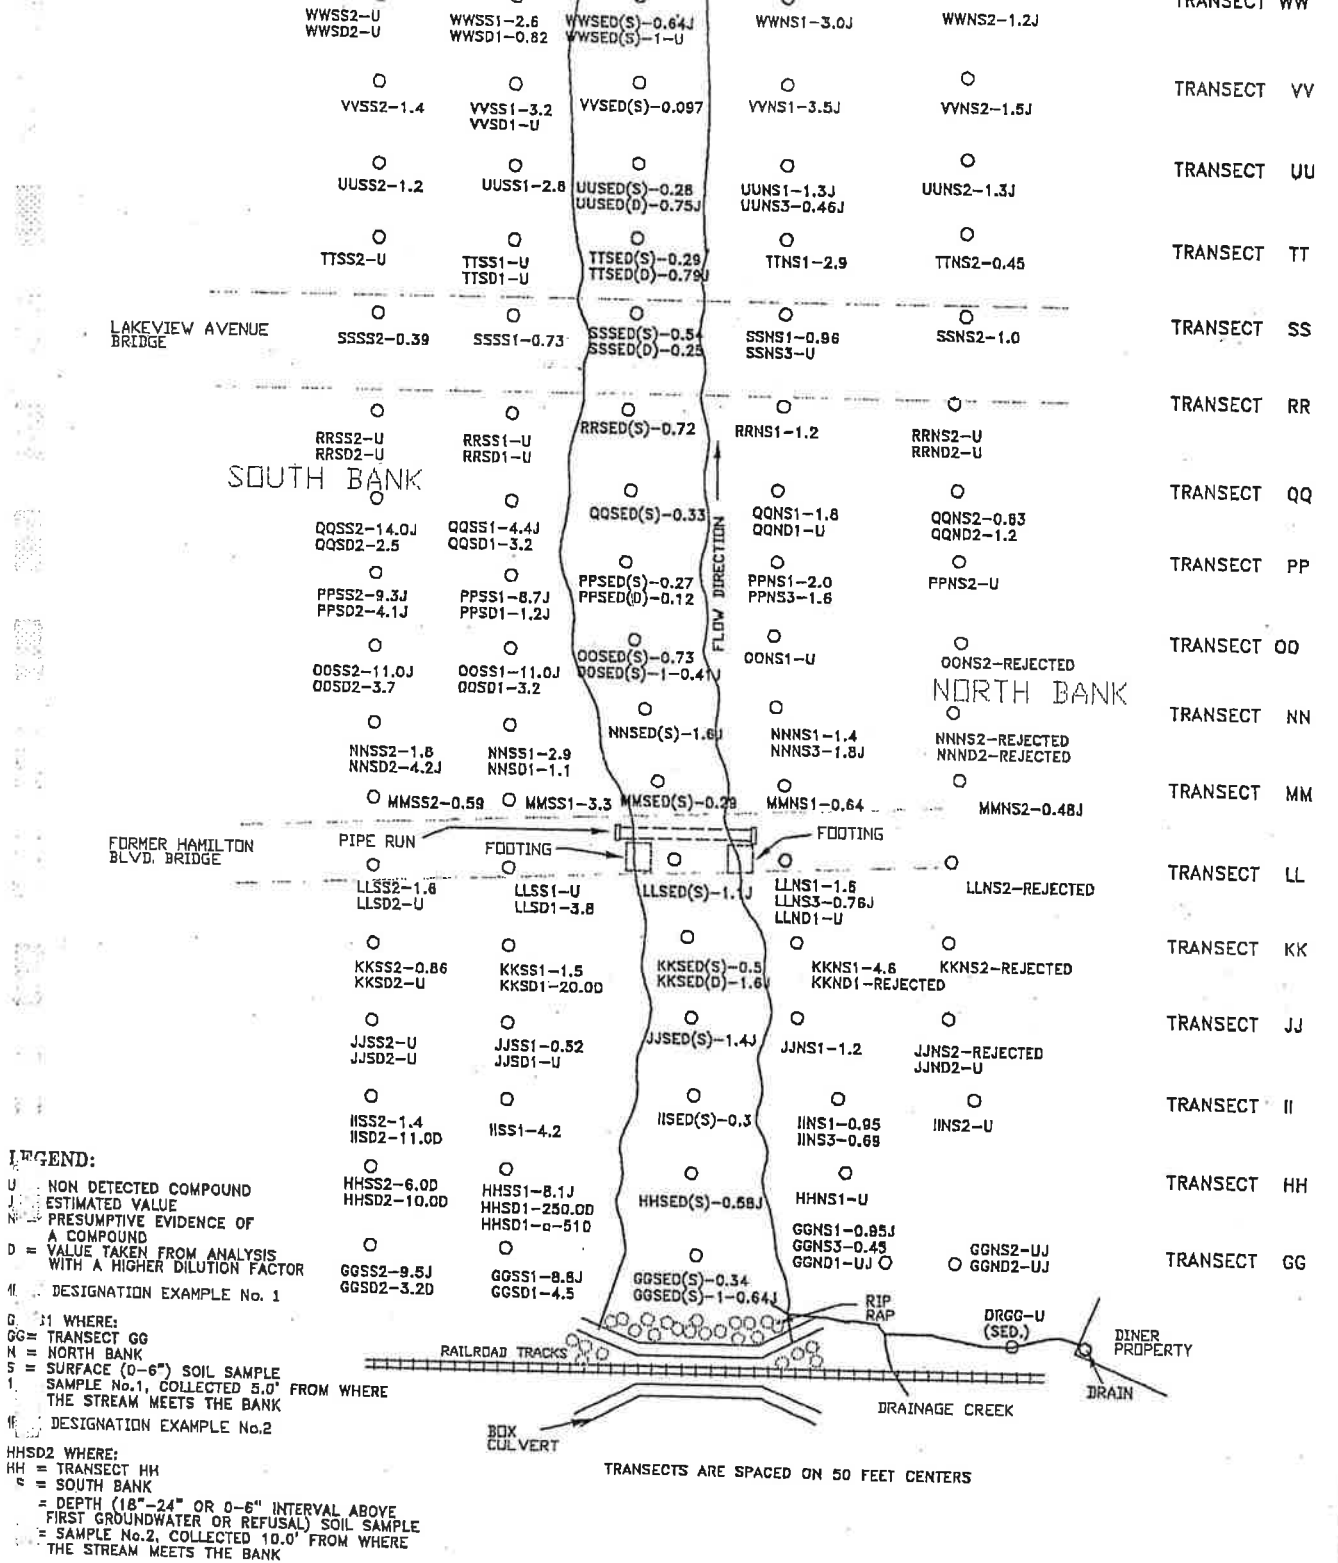 TRANSECT WW
WWSS2-U
WWSD2-U
WWSS1-2.6
WWSD1-0.82
WWSED(S)-0.64J
WWSED(S)-1-U
WWNS1-3.0J
WWNS2-1.2J
VVSS2-1.4
VVSS1-3.2
VVSD1-U
VVSED(S)-0.097
VVNS1-3.5J
VVNS2-1.5J
TRANSECT VV
UUSS2-1.2
UUSS1-2.8
UUSED(S)-0.28
UUSED(D)-0.75J
UUNS1-1.3J
UUNS3-0.46J
UUNS2-1.3J
TRANSECT UU
TTSS2-U
TTSS1-U
TTSD1-U
TTSED(S)-0.29
TTSED(D)-0.79J
TTNS1-2.9
TTNS2-0.45
TRANSECT TT
LAKEVIEW AVENUE
BRIDGE
SSSS2-0.39
SSSS1-0.73
SSSED(S)-0.54
SSSED(D)-0.25
SSNS1-0.96
SSNS3-U
SSNS2-1.0
TRANSECT SS
RRSS2-U
RRSD2-U
RRSS1-U
RRSD1-U
RRSED(S)-0.72
RRNS1-1.2
RRNS2-U
RRND2-U
TRANSECT RR
SOUTH BANK
FLOW DIRECTION
QQSS2-14.0J
QQSD2-2.5
QQSS1-4.4J
QQSD1-3.2
QQSED(S)-0.33
QQNS1-1.8
QQND1-U
QQNS2-0.63
QQND2-1.2
TRANSECT QQ
PPSS2-9.3J
PPSD2-4.1J
PPSS1-8.7J
PPSD1-1.2J
PPSED(S)-0.27
PPSED(D)-0.12
PPNS1-2.0
PPNS3-1.6
PPNS2-U
TRANSECT PP
OOSS2-11.0J
OOSD2-3.7
OOSS1-11.0J
OOSD1-3.2
OOSED(S)-0.73
OOSED(S)-1-0.41J
OONS1-U
OONS2-REJECTED
TRANSECT OO
NORTH BANK
NNSS2-1.8
NNSD2-4.2J
NNSS1-2.9
NNSD1-1.1
NNSED(S)-1.6J
NNNS1-1.4
NNNS3-1.8J
NNNS2-REJECTED
NNND2-REJECTED
TRANSECT NN
MMSS2-0.59
MMSS1-3.3
MMSED(S)-0.29
MMNS1-0.64
MMNS2-0.48J
TRANSECT MM
FORMER HAMILTON
BLVD. BRIDGE
PIPE RUN
FOOTING
FOOTING
LLSS2-1.6
LLSD2-U
LLSS1-U
LLSD1-3.8
LLSED(S)-1.1J
LLNS1-1.6
LLNS3-0.76J
LLND1-U
LLNS2-REJECTED
TRANSECT LL
KKSS2-0.86
KKSD2-U
KKSS1-1.5
KKSD1-20.0D
KKSED(S)-0.5
KKSED(D)-1.6J
KKNS1-4.6
KKND1-REJECTED
KKNS2-REJECTED
TRANSECT KK
JJSS2-U
JJSD2-U
JJSS1-0.52
JJSD1-U
JJSED(S)-1.4J
JJNS1-1.2
JJNS2-REJECTED
JJND2-U
TRANSECT JJ
IISS2-1.4
IISD2-11.0D
IISS1-4.2
IISED(S)-0.3
IINS1-0.95
IINS3-0.69
IINS2-U
TRANSECT II
HHSS2-6.0D
HHSD2-10.0D
HHSS1-8.1J
HHSD1-250.0D
HHSD1-a-51D
HHSED(S)-0.58J
HHNS1-U
TRANSECT HH
GGSS2-9.5J
GGSD2-3.2D
GGSS1-8.8J
GGSD1-4.5
GGSED(S)-0.34
GGSED(S)-1-0.64J
GGNS1-0.85J
GGNS3-0.45
GGND1-UJ
GGNS2-UJ
GGND2-UJ
TRANSECT GG
RIP
RAP
DRGG-U
(SED.)
DINER
PROPERTY
DRAIN
RAILROAD TRACKS
DRAINAGE CREEK
BOX
CULVERT
TRANSECTS ARE SPACED ON 50 FEET CENTERS
LEGEND:
U NON DETECTED COMPOUND
J ESTIMATED VALUE
N PRESUMPTIVE EVIDENCE OF
A COMPOUND
D = VALUE TAKEN FROM ANALYSIS
WITH A HIGHER DILUTION FACTOR
DESIGNATION EXAMPLE No. 1
WHERE:
GG= TRANSECT GG
N = NORTH BANK
S = SURFACE (0-6") SOIL SAMPLE
1 SAMPLE No.1, COLLECTED 5.0' FROM WHERE
THE STREAM MEETS THE BANK
DESIGNATION EXAMPLE No.2
HHSD2 WHERE:
HH = TRANSECT HH
S = SOUTH BANK
= DEPTH (18"-24" OR 0-6" INTERVAL ABOVE
FIRST GROUNDWATER OR REFUSAL) SOIL SAMPLE
= SAMPLE No.2, COLLECTED 10.0' FROM WHERE
THE STREAM MEETS THE BANK